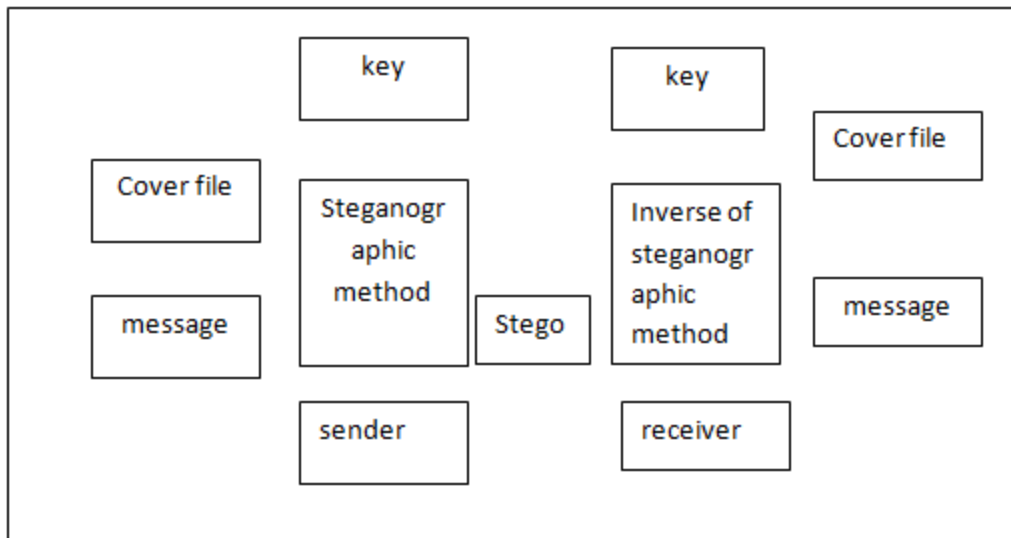 key
key
Cover file
Cover file
Steganogr
aphic
method
Inverse of
steganogr
aphic
method
message
Stego
message
sender
receiver